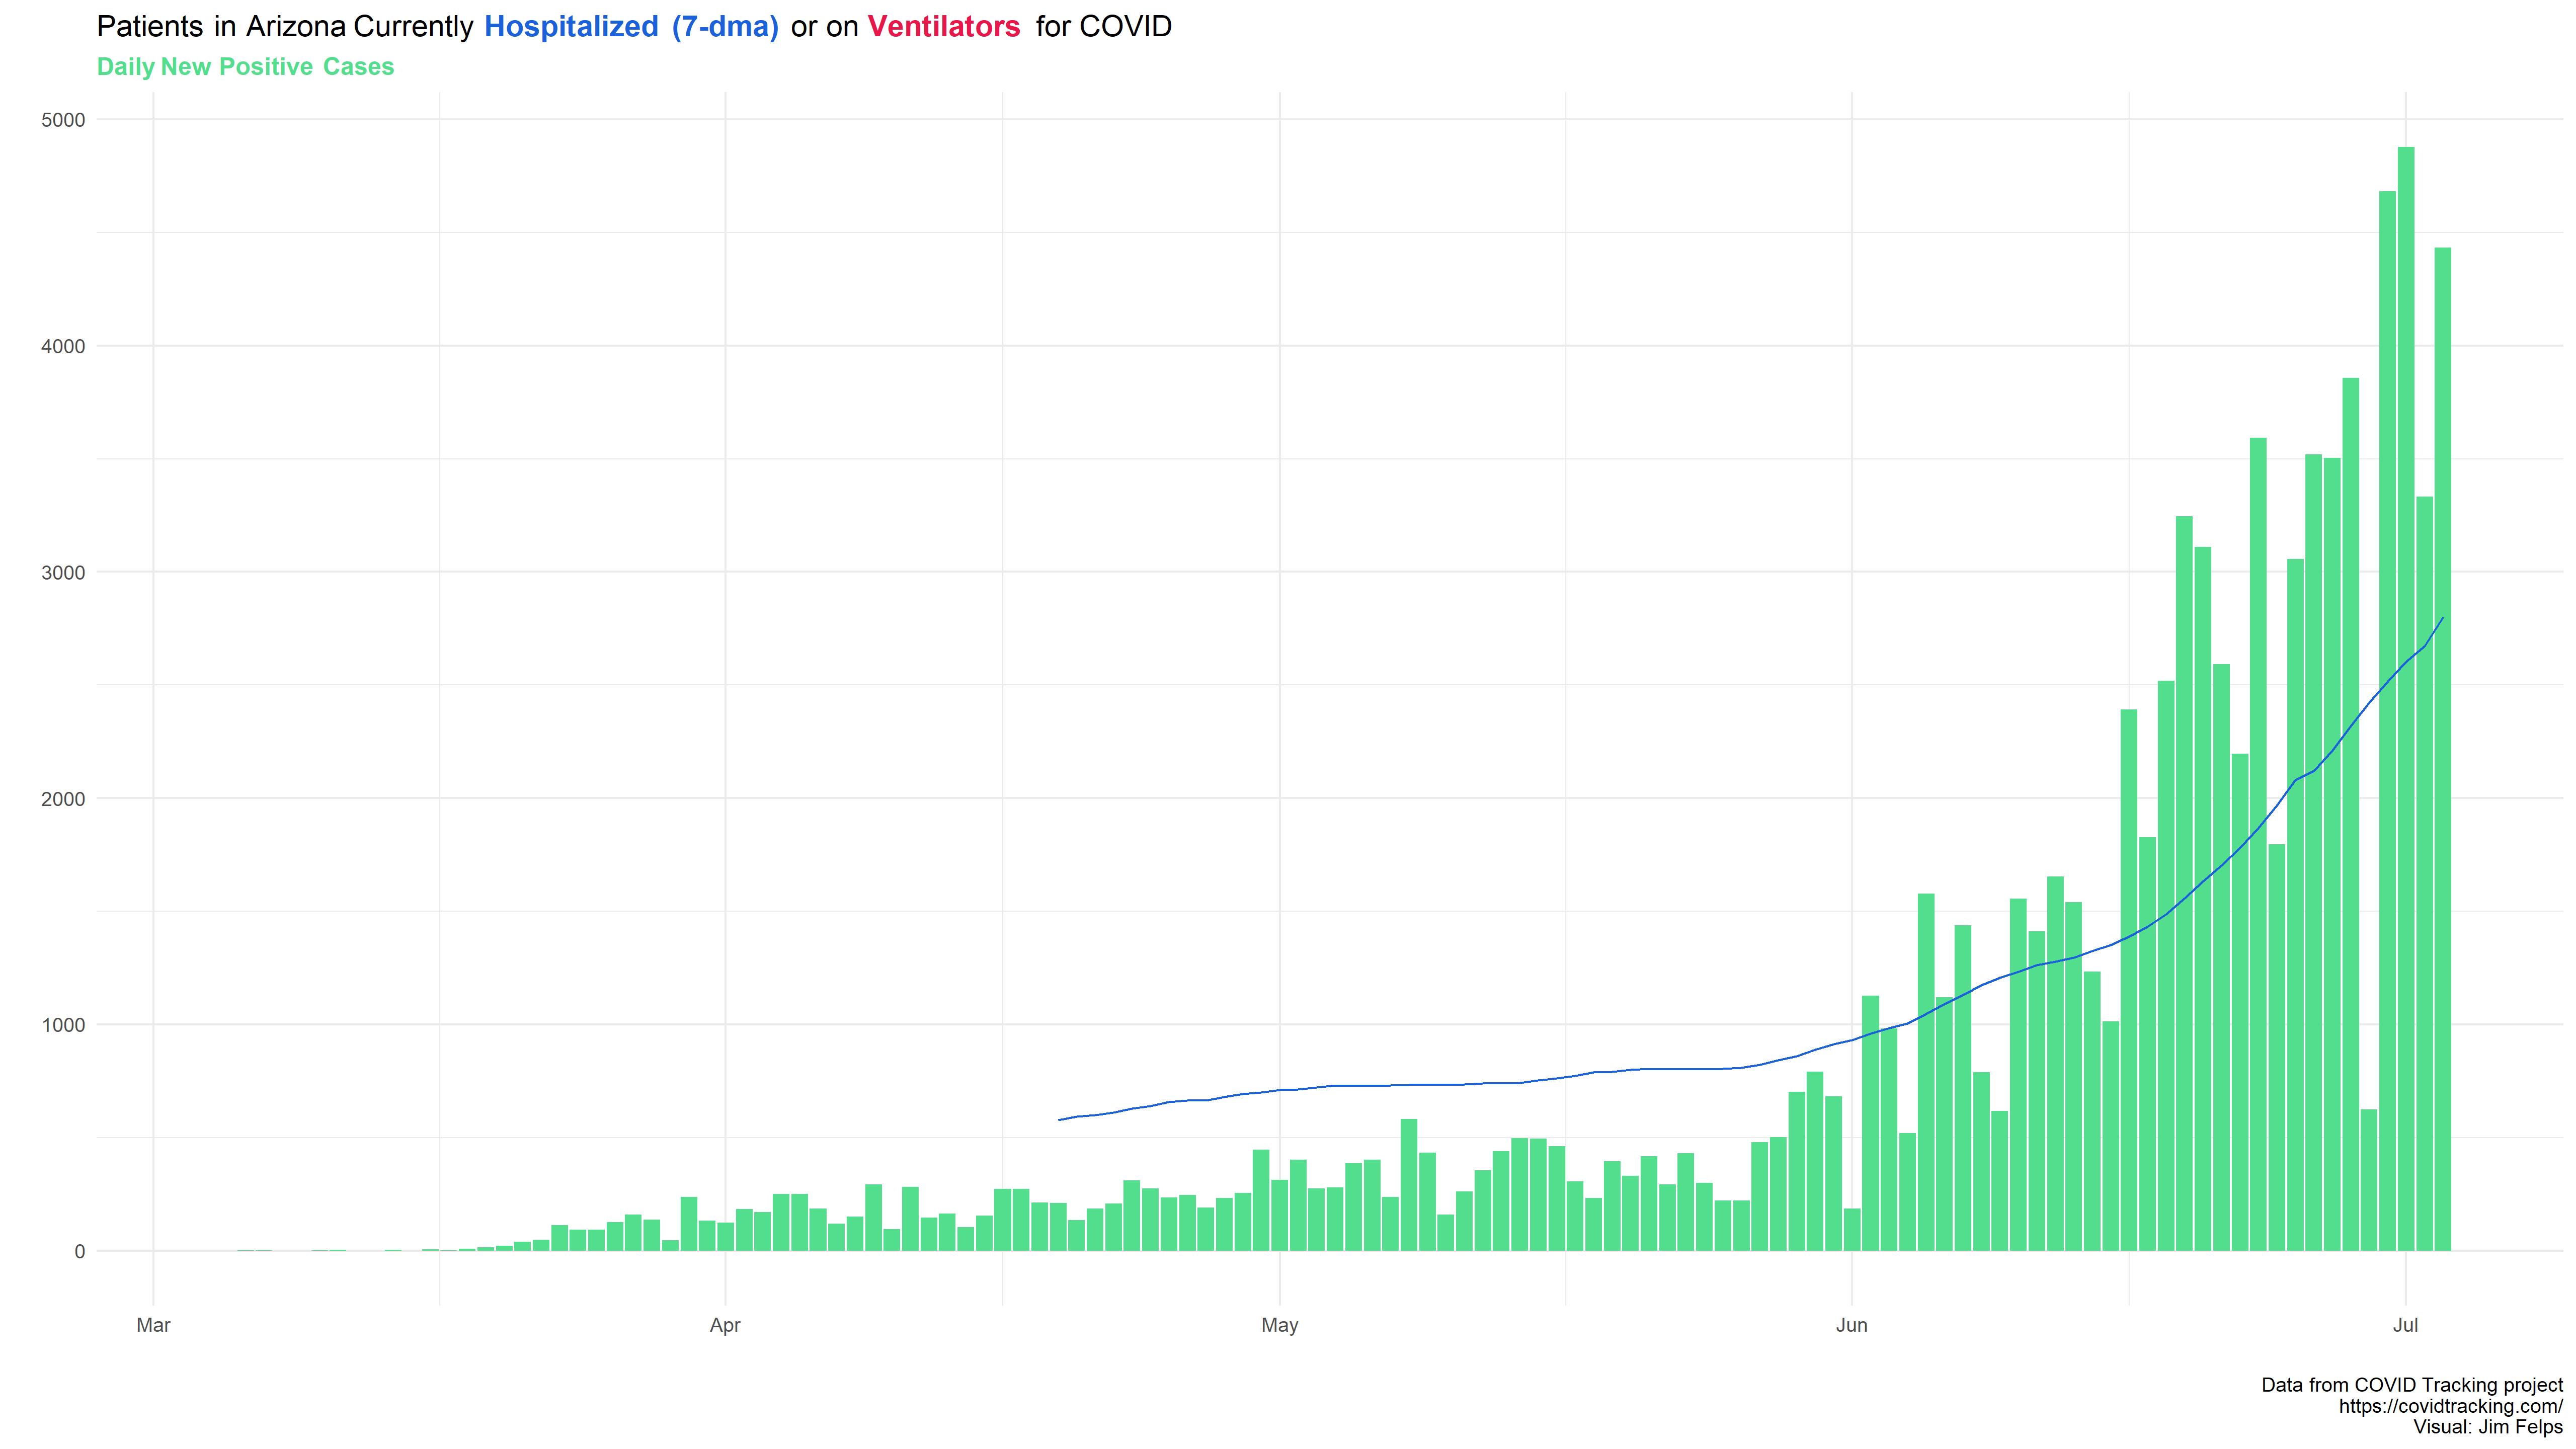 Patients in Arizona Currently Hospitalized (7-dma) or on Ventilators for COVID
Daily New Positive Cases
5000
4000
3000
2000
1000
0
Mar Apr May Jun Jul
Data from COVID Tracking project
https://covidtracking.com/
Visual: Jim Felps